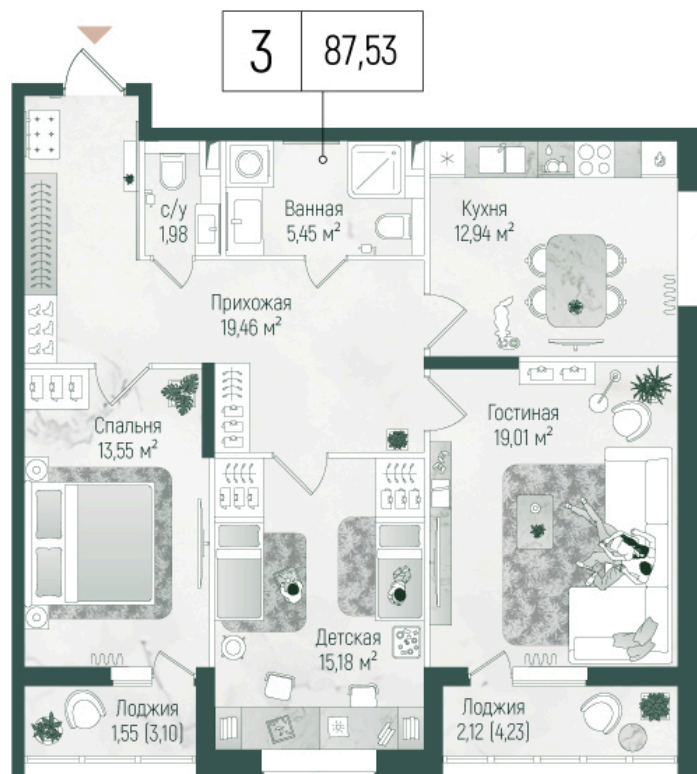 3
87,53
с/у
1,98
Ванная
5,45 м²
Кухня
12,94 м²
Прихожая
19,46 м²
Спальня
13,55 м²
Гостиная
19,01 м²
Детская
15,18 м²
Лоджия
1,55 (3,10)
Лоджия
2,12 (4,23)